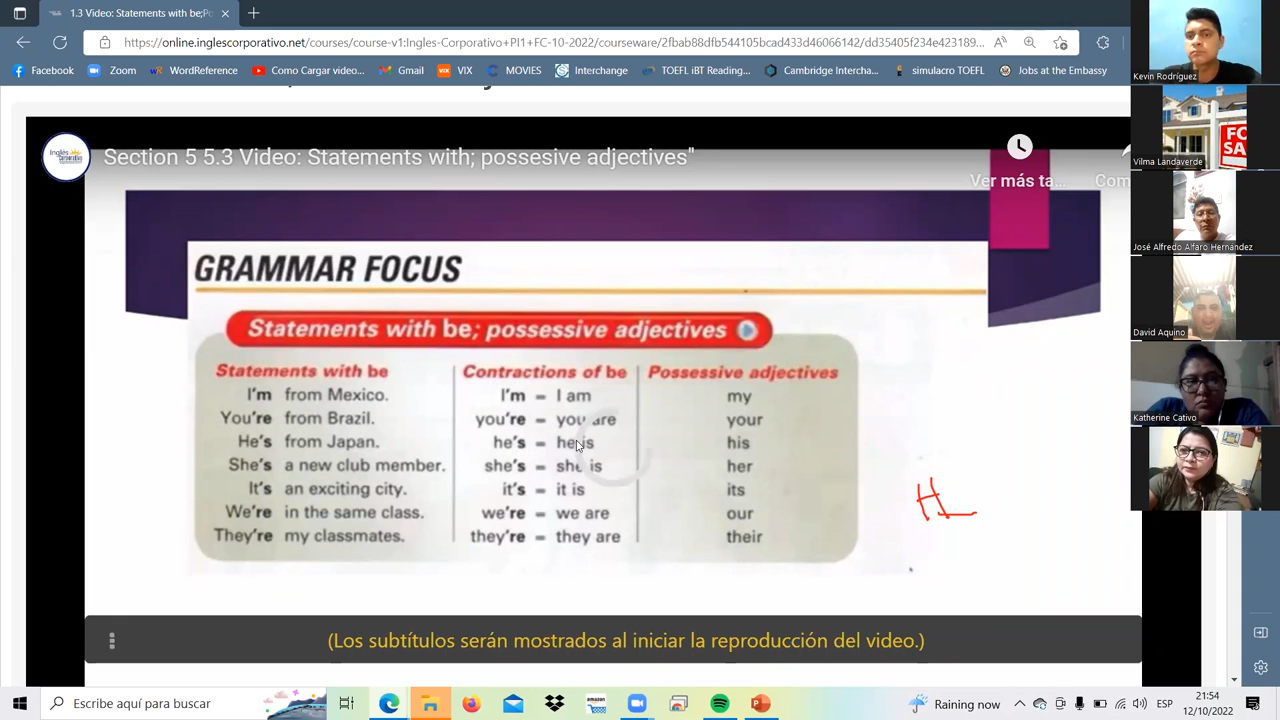 1.3 Video: Statements with be;Po
https://online.inglescorporativo.net/courses/course-v1:Ingles-Corporativo+PI1+FC-10-2022/courseware/2fbab88dfb544105bcad433d46066142/dd35405f234e423189...
Facebook Zoom WordReference Como Cargar video... Gmail VIX MOVIES Interchange TOEFL iBT Reading... Cambridge Intercha... simulacro TOEFL Jobs at the Embassy
Section 5 5.3 Video: Statements with; possesive adjectives"
Ver más ta... Com
GRAMMAR FOCUS
Statements with be; possessive adjectives
Statements with be Contractions of be Possessive adjectives
I'm from Mexico. I'm = I am my
You're from Brazil. you're = you are your
He's from Japan. he's = he is his
She's a new club member. she's = she is her
It's an exciting city. it's = it is its
We're in the same class. we're = we are our
They're my classmates. they're = they are their
(Los subtítulos serán mostrados al iniciar la reproducción del video.)
Kevin Rodríguez
FO
SA
Vilma Landaverde
José Alfredo Alfaro Hernández
David Aquino
Katherine Cativo
Escribe aquí para buscar
Raining now ESP 21:54
12/10/2022